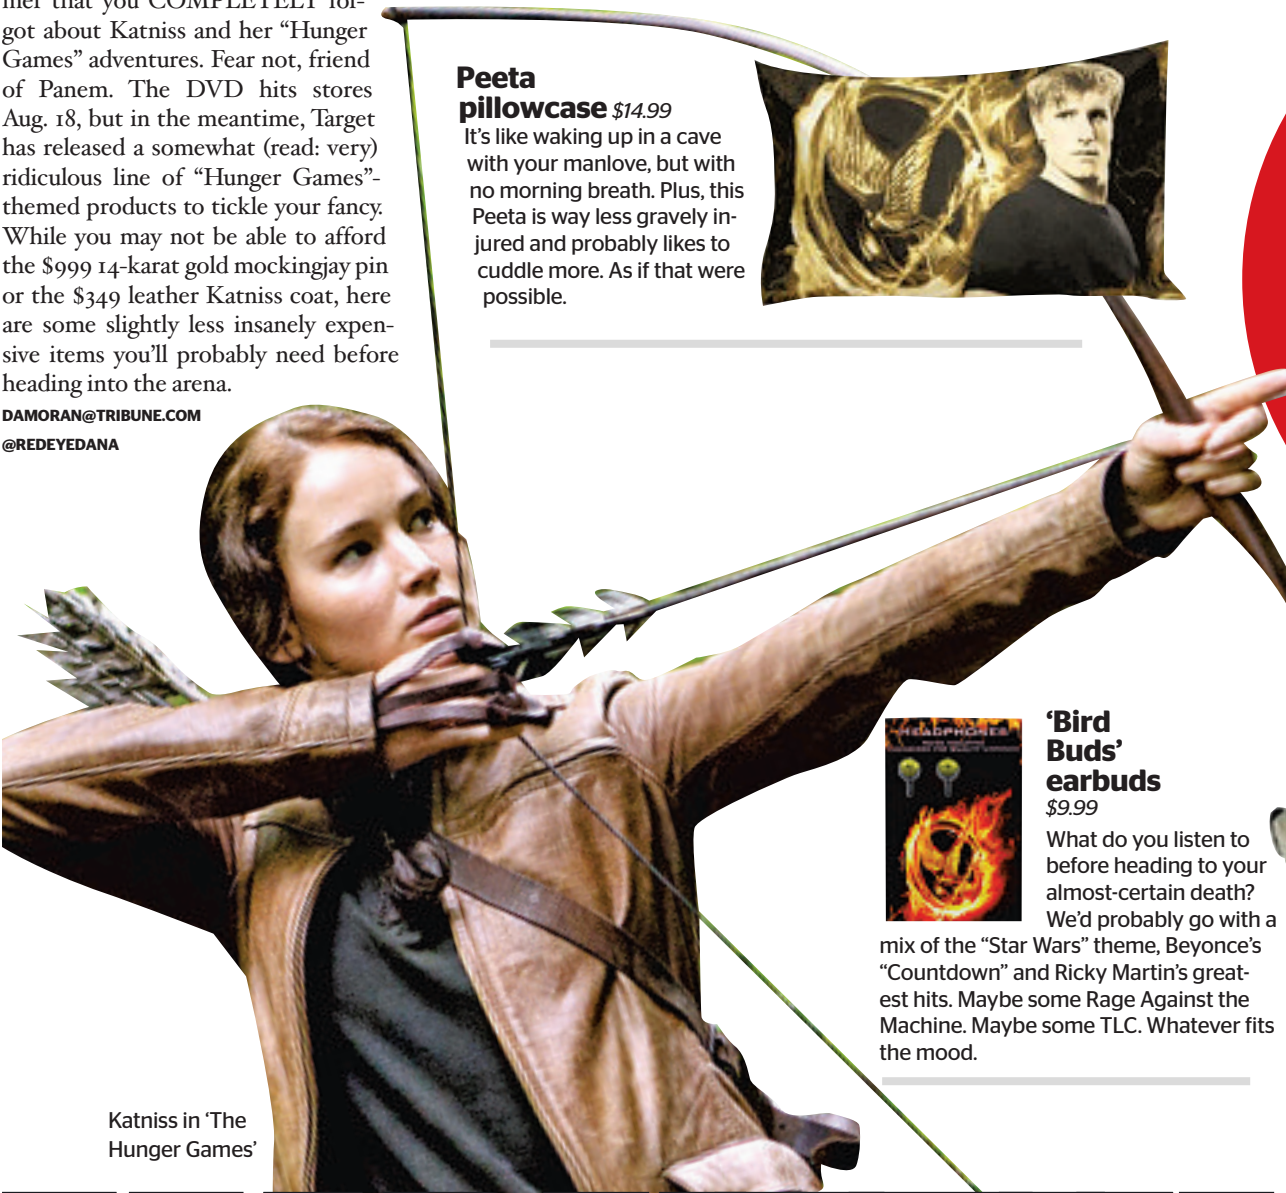 mer that you COMPLETELY for-
got about Katniss and her “Hunger
Games” adventures. Fear not, friend
of Panem. The DVD hits stores
Aug. 18, but in the meantime, Target
has released a somewhat (read: very)
ridiculous line of “Hunger Games”-
themed products to tickle your fancy.
While you may not be able to afford
the $999 14-karat gold mockingjay pin
or the $349 leather Katniss coat, here
are some slightly less insanely expen-
sive items you’ll probably need before
heading into the arena.
DAMORAN@TRIBUNE.COM
@REDEYEDANA
Peeta
pillowcase $14.99
It’s like waking up in a cave
with your manlove, but with
no morning breath. Plus, this
Peeta is way less gravely in-
jured and probably likes to
cuddle more. As if that were
possible.
HEADPHONES
‘Bird
Buds’
earbuds
$9.99
What do you listen to
before heading to your
almost-certain death?
We’d probably go with a
mix of the “Star Wars” theme, Beyonce’s
“Countdown” and Ricky Martin’s great-
est hits. Maybe some Rage Against the
Machine. Maybe some TLC. Whatever fits
the mood.
Katniss in ‘The
Hunger Games’